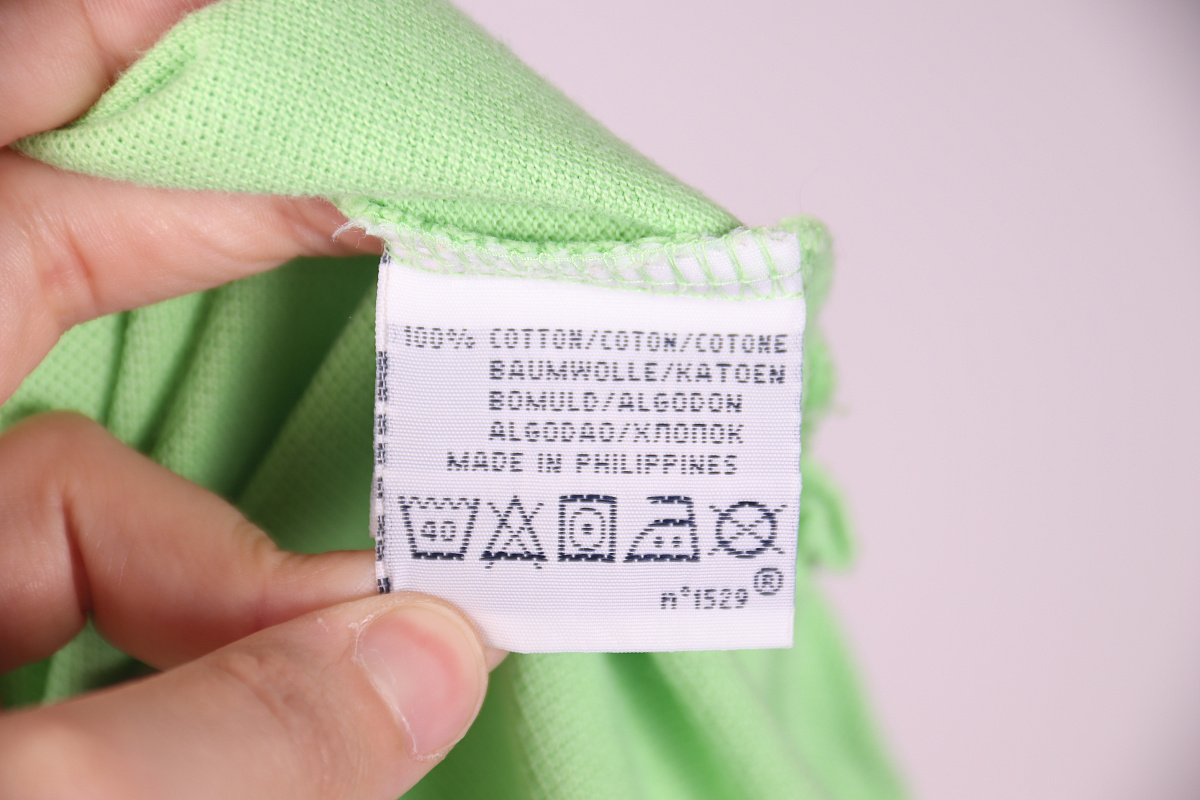 100% COTTON/COTON/COTONE
BAUMWOLLE/KATOEN
BOMULD/ALGODON
ALGODAO/ХЛОПОК
MADE IN PHILIPPINES
40
n°1529®